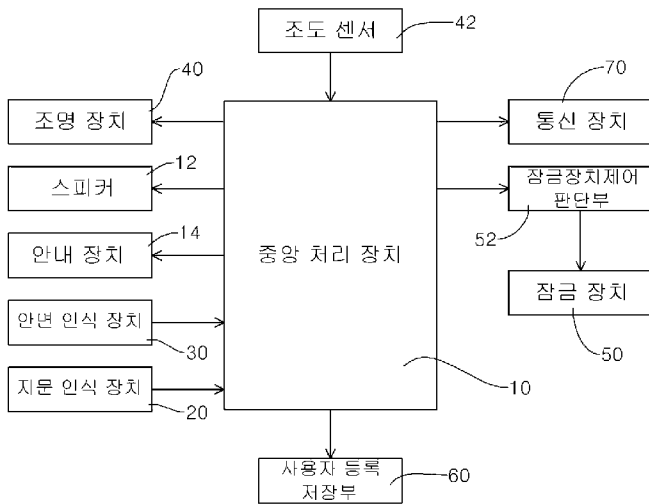 조도 센서
42
40
조명 장치
12
스피커
14
안내 장치
안면 인식 장치
30
지문 인식 장치
20
중앙 처리 장치
10
70
통신 장치
잠금장치제어
판단부
52
잠금 장치
50
사용자 등록
저장부
60